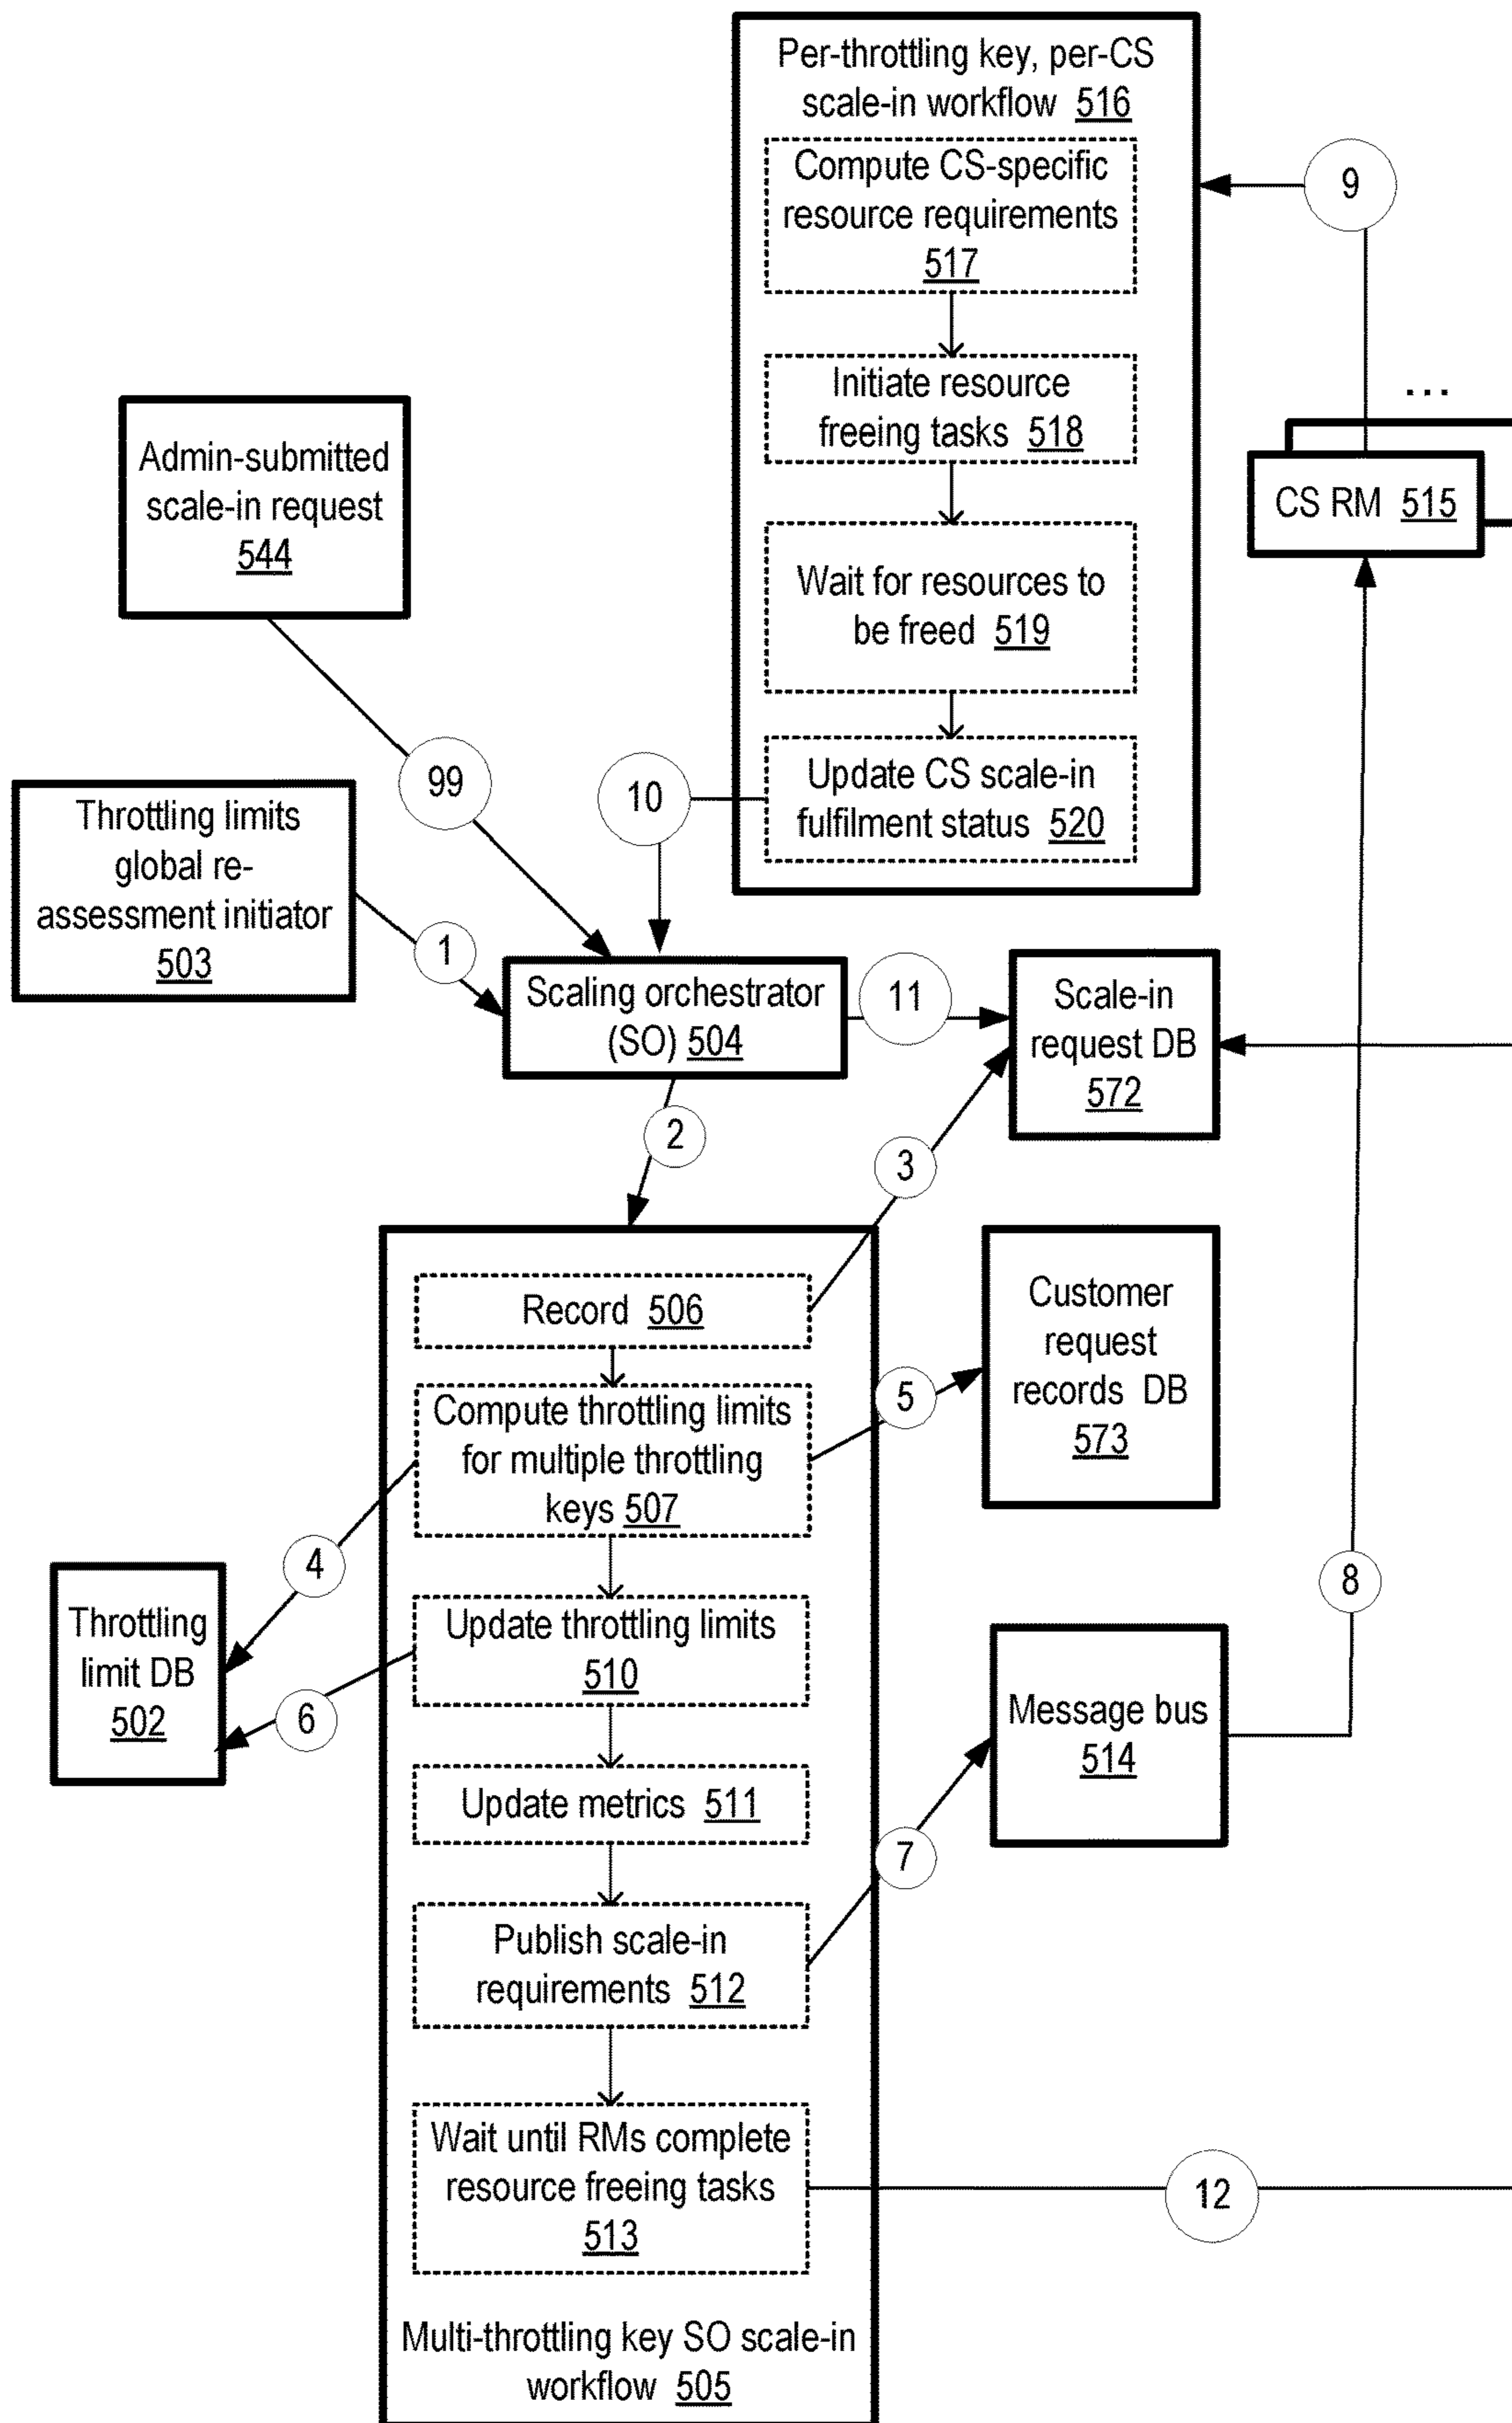 Per-throttling key, per-CS
scale-in workflow 516
Compute CS-specific
resource requirements
517
9
Initiate resource
freeing tasks 518
...
Admin-submitted
scale-in request
544
CS RM 515
Wait for resources to
be freed 519
99
10
Update CS scale-in
fulfilment status 520
Throttling limits
global re-
assessment initiator
503
1
Scaling orchestrator
(SO) 504
11
Scale-in
request DB
572
2
3
Record 506
Customer
request
records DB
573
Compute throttling limits
for multiple throttling
keys 507
5
4
8
Throttling
limit DB
502
Update throttling limits
510
6
Message bus
514
Update metrics 511
7
Publish scale-in
requirements 512
Wait until RMs complete
resource freeing tasks
513
12
Multi-throttling key SO scale-in
workflow 505